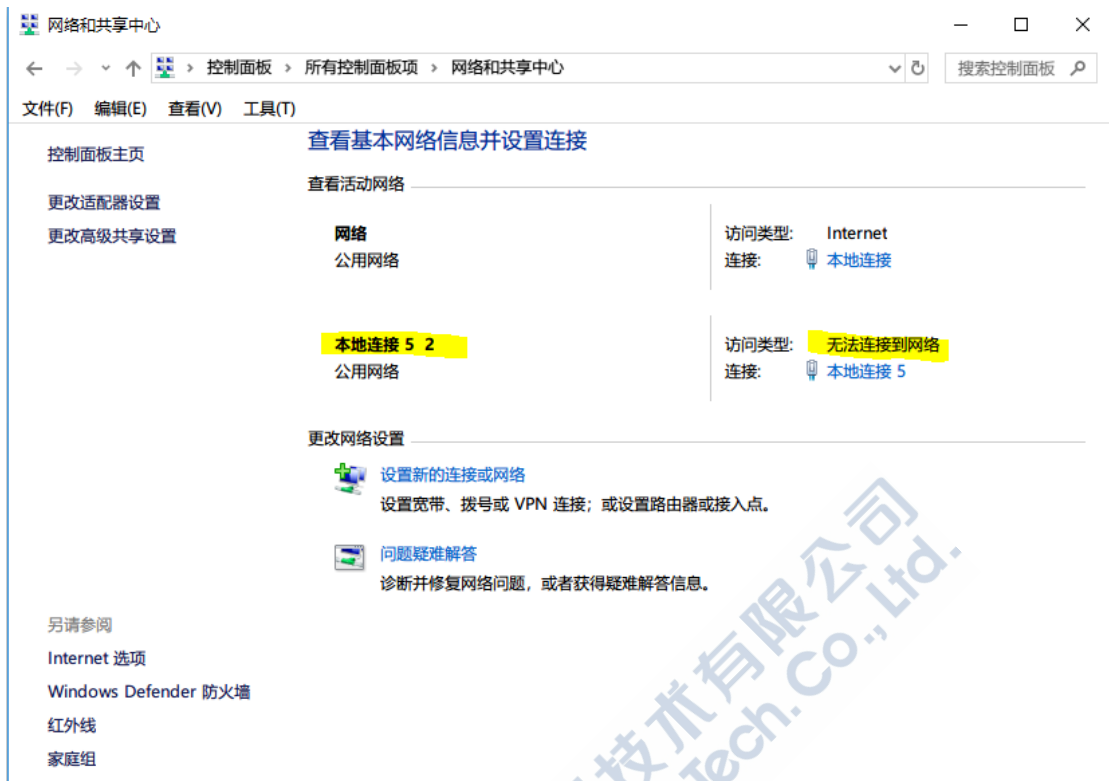 网络和共享中心
控制面板 › 所有控制面板项 › 网络和共享中心
搜索控制面板
文件(F) 编辑(E) 查看(V) 工具(T)
控制面板主页
更改适配器设置
更改高级共享设置
查看基本网络信息并设置连接
查看活动网络
网络
公用网络
访问类型: Internet
连接: 本地连接
本地连接 5 2
公用网络
访问类型: 无法连接到网络
连接: 本地连接 5
更改网络设置
设置新的连接或网络
设置宽带、拨号或 VPN 连接；或设置路由器或接入点。
问题疑难解答
诊断并修复网络问题，或者获得疑难解答信息。
另请参阅
Internet 选项
Windows Defender 防火墙
红外线
家庭组
技术有限公司
Tech. Co., Ltd.